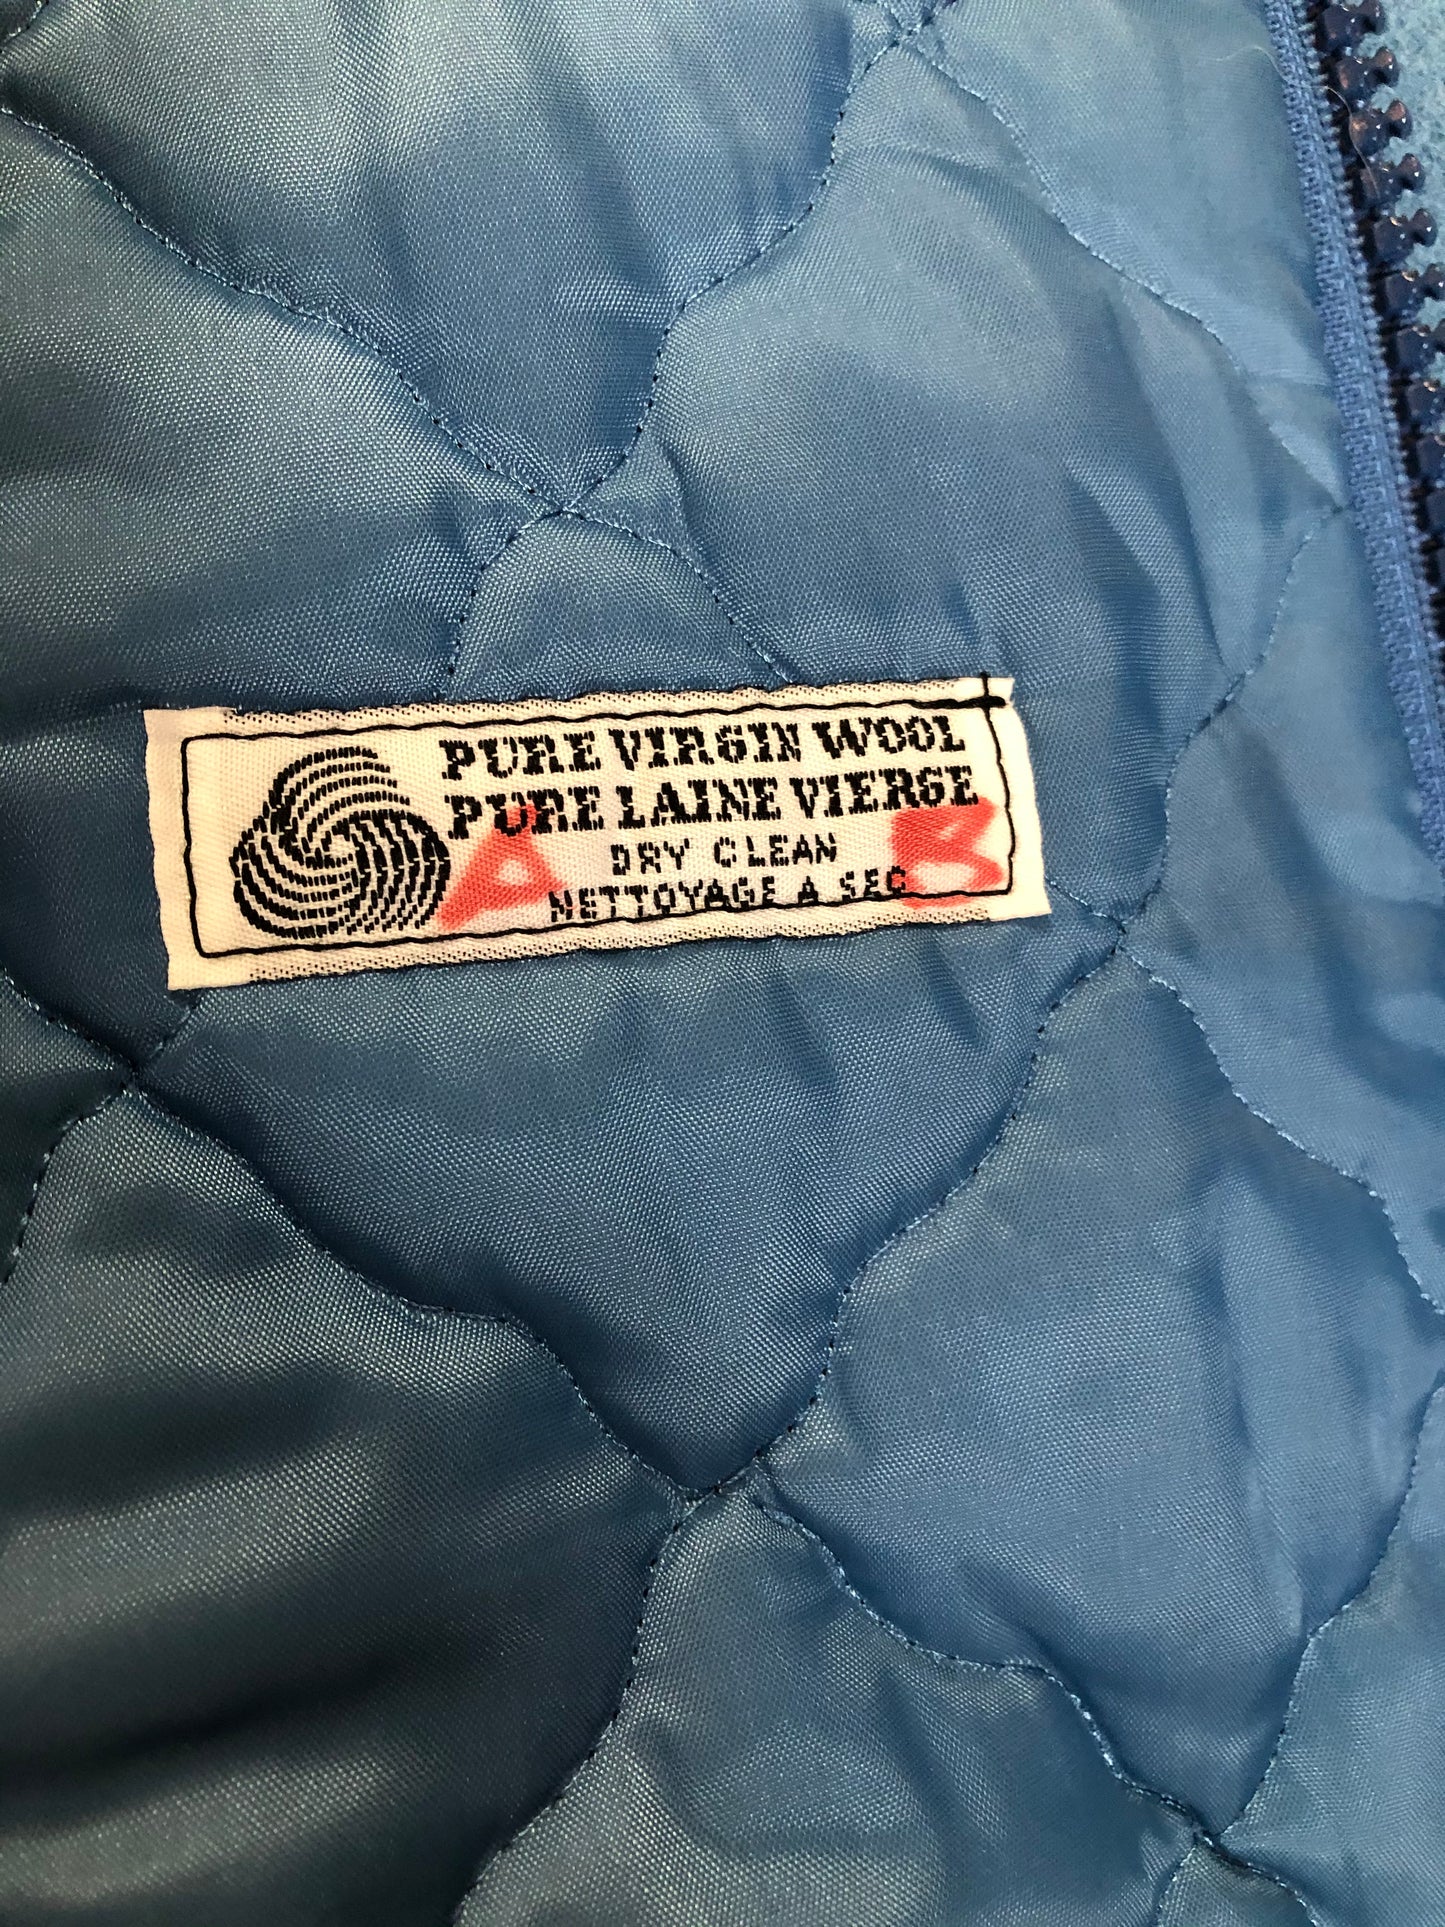 PURE VIRGIN WOOL
PURE LAINE VIERGE
DRY CLEAN
NETTOYAGE A SEC
A B